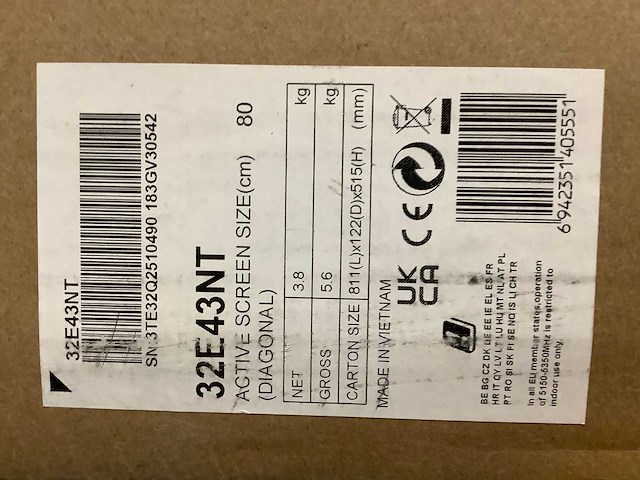 32E43NT
SN:3TE32Q2510490 183GV30542
32E43NT
ACTIVE SCREEN SIZE(cm) 80
(DIAGONAL)
NET 3.8 kg
GROSS 5.6 kg
CARTON SIZE 811(L)x122(D)x515(H) (mm)
MADE IN VIETNAM
UK
CA
CE
BE BG CZ DK DE EE IE EL ES FR
HR IT CY LV LT LU HU MT NL AT PL
PT RO SI SK FI SE NO IS LI CH TR
In all EU member states,operation
of 5150-5350MHz is restricted to
indoor use only.
6 942351 405551